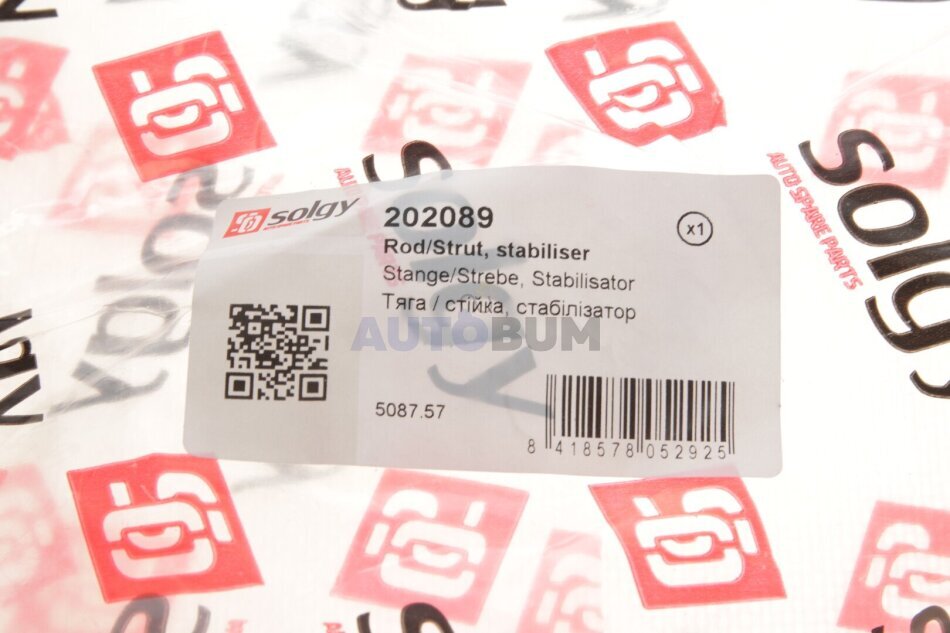 solgy
202089
x1
Rod/Strut, stabiliser
Stange/Strebe, Stabilisator
Тяга / стійка, стабілізатор
AUTOBUM
5087.57
8 418578 052925
solgy
AUTO SPARE PARTS